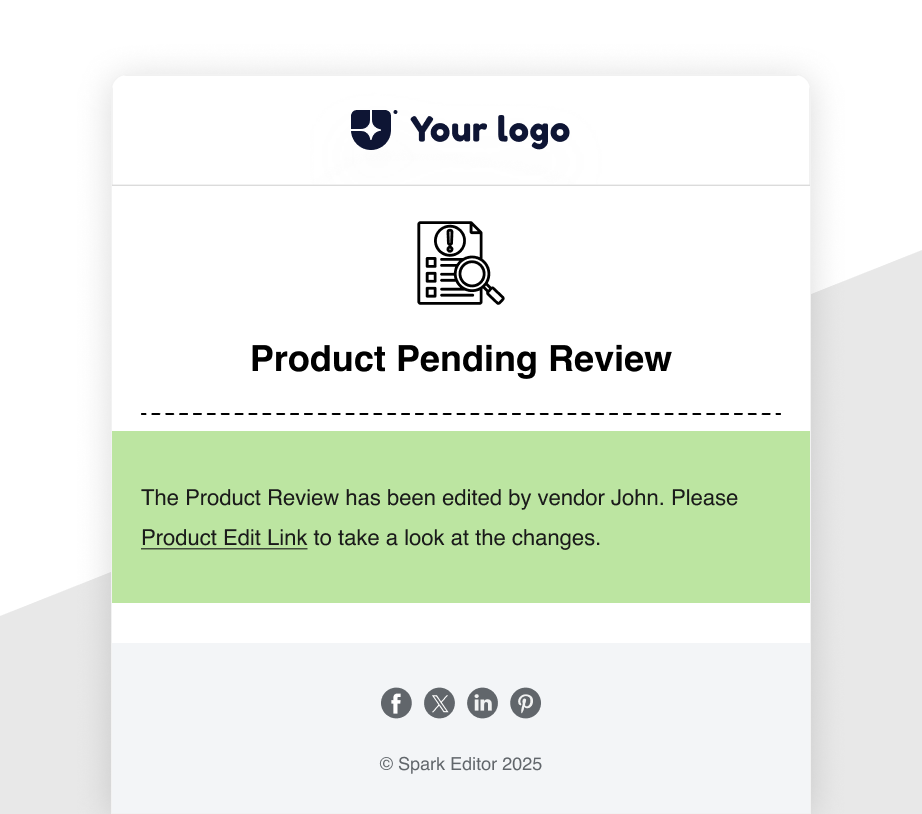 Your logo
Product Pending Review
The Product Review has been edited by vendor John. Please
Product Edit Link to take a look at the changes.
© Spark Editor 2025